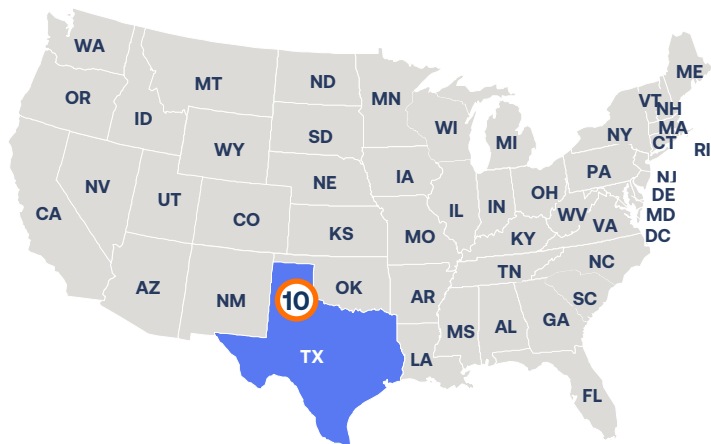 WA
MT
ND
MN
OR
ID
WY
SD
WI
MI
NY
VT
NH
ME
MA
CT
RI
NV
UT
CO
NE
IA
IL
IN
OH
PA
NJ
DE
MD
DC
CA
KS
MO
KY
WV
VA
AZ
NM
OK
AR
TN
NC
SC
10
TX
LA
MS
AL
GA
FL